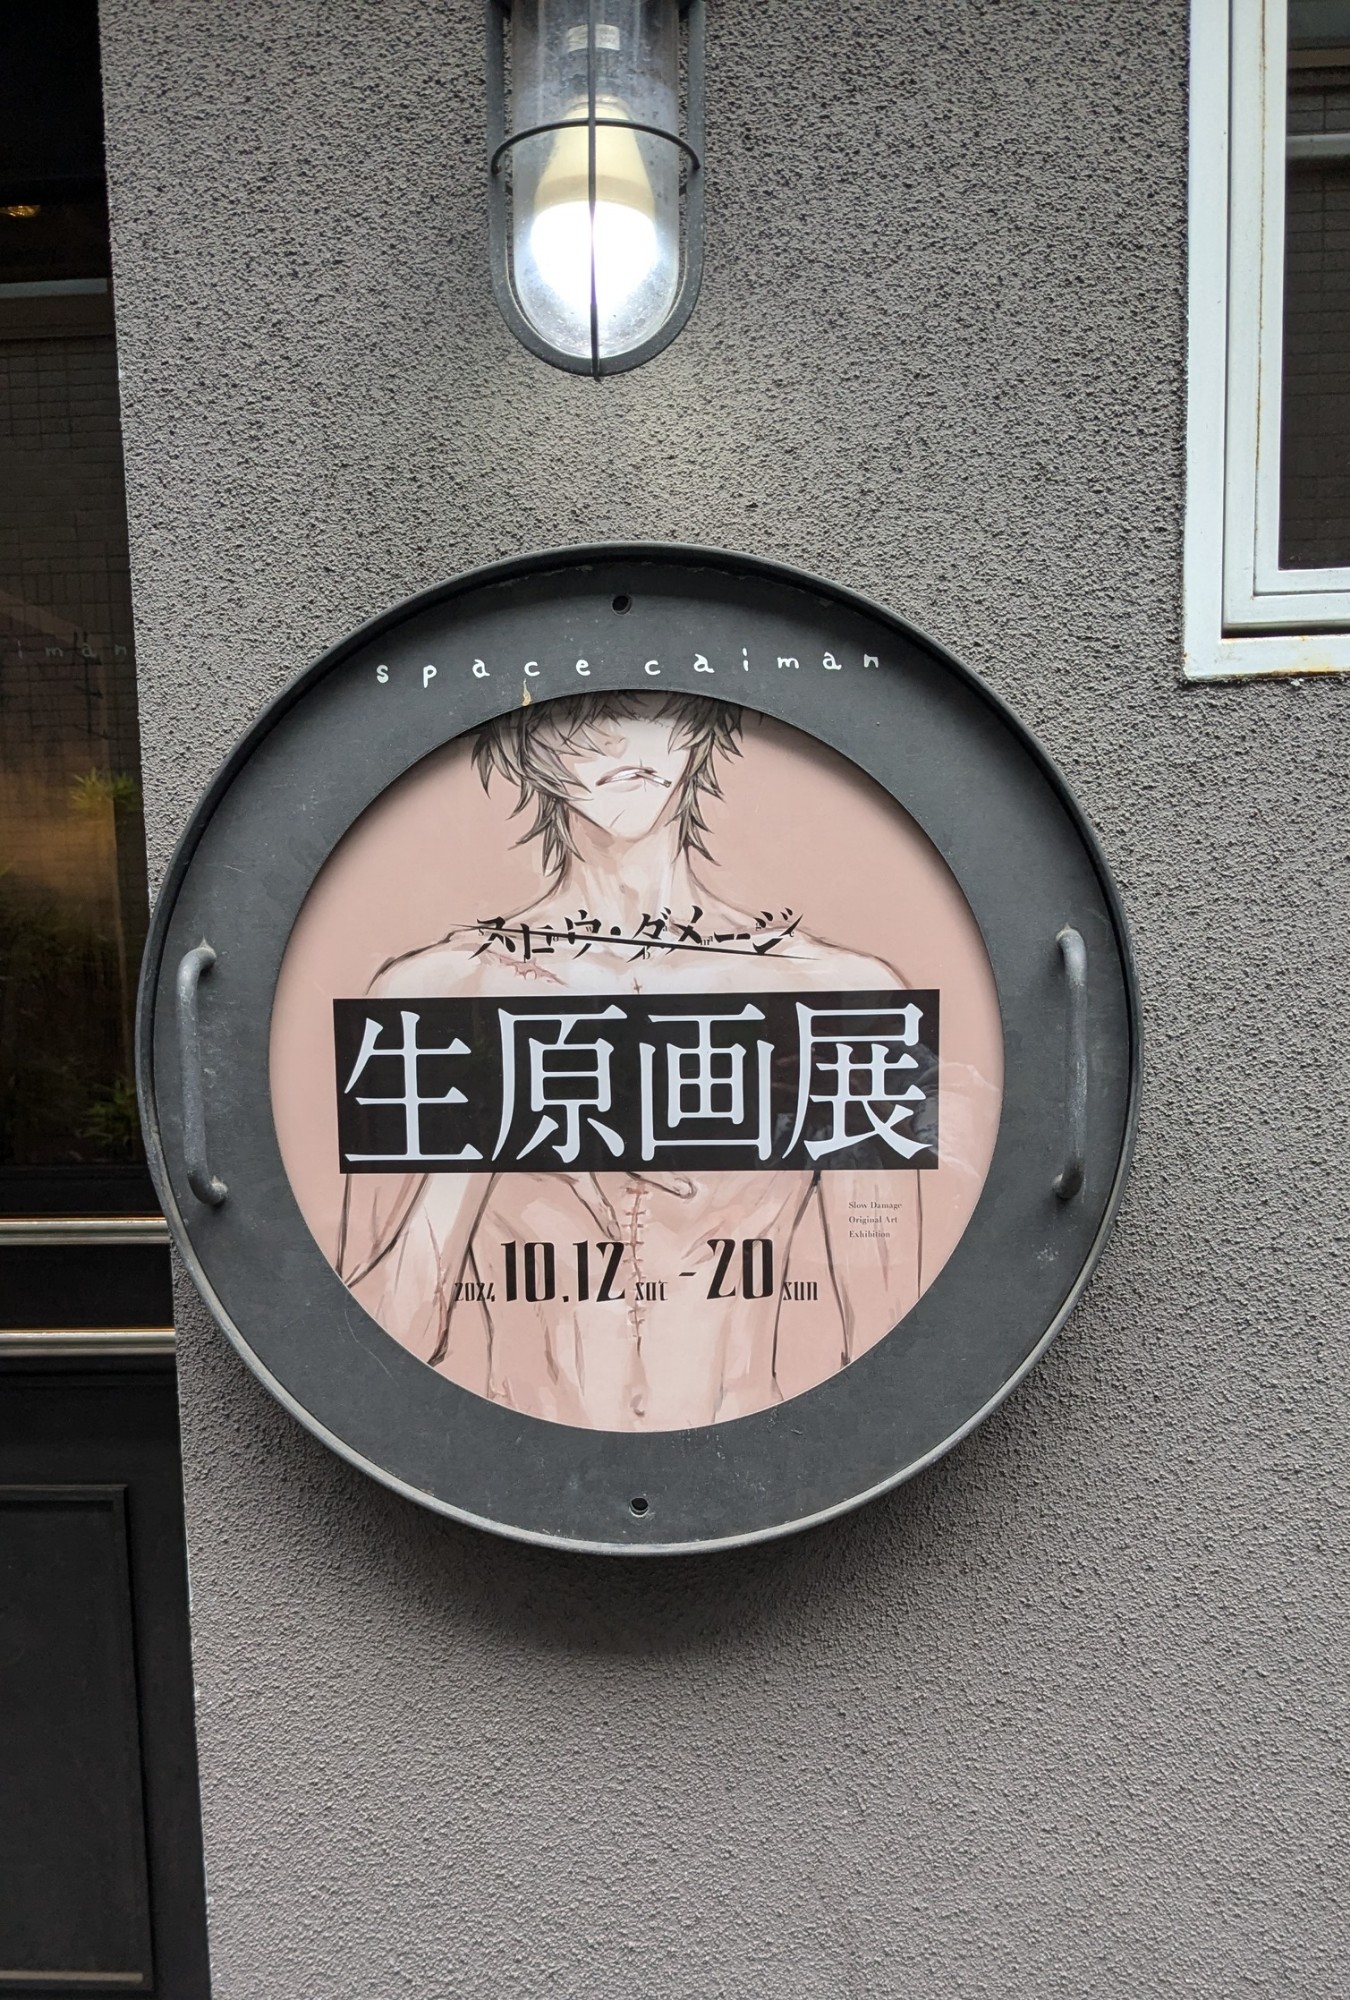 space caiman
スロウ・ダメージ
生原画展
Slow Damage
Original Art
Exhibition
2024 10.12 sat - 20 sun